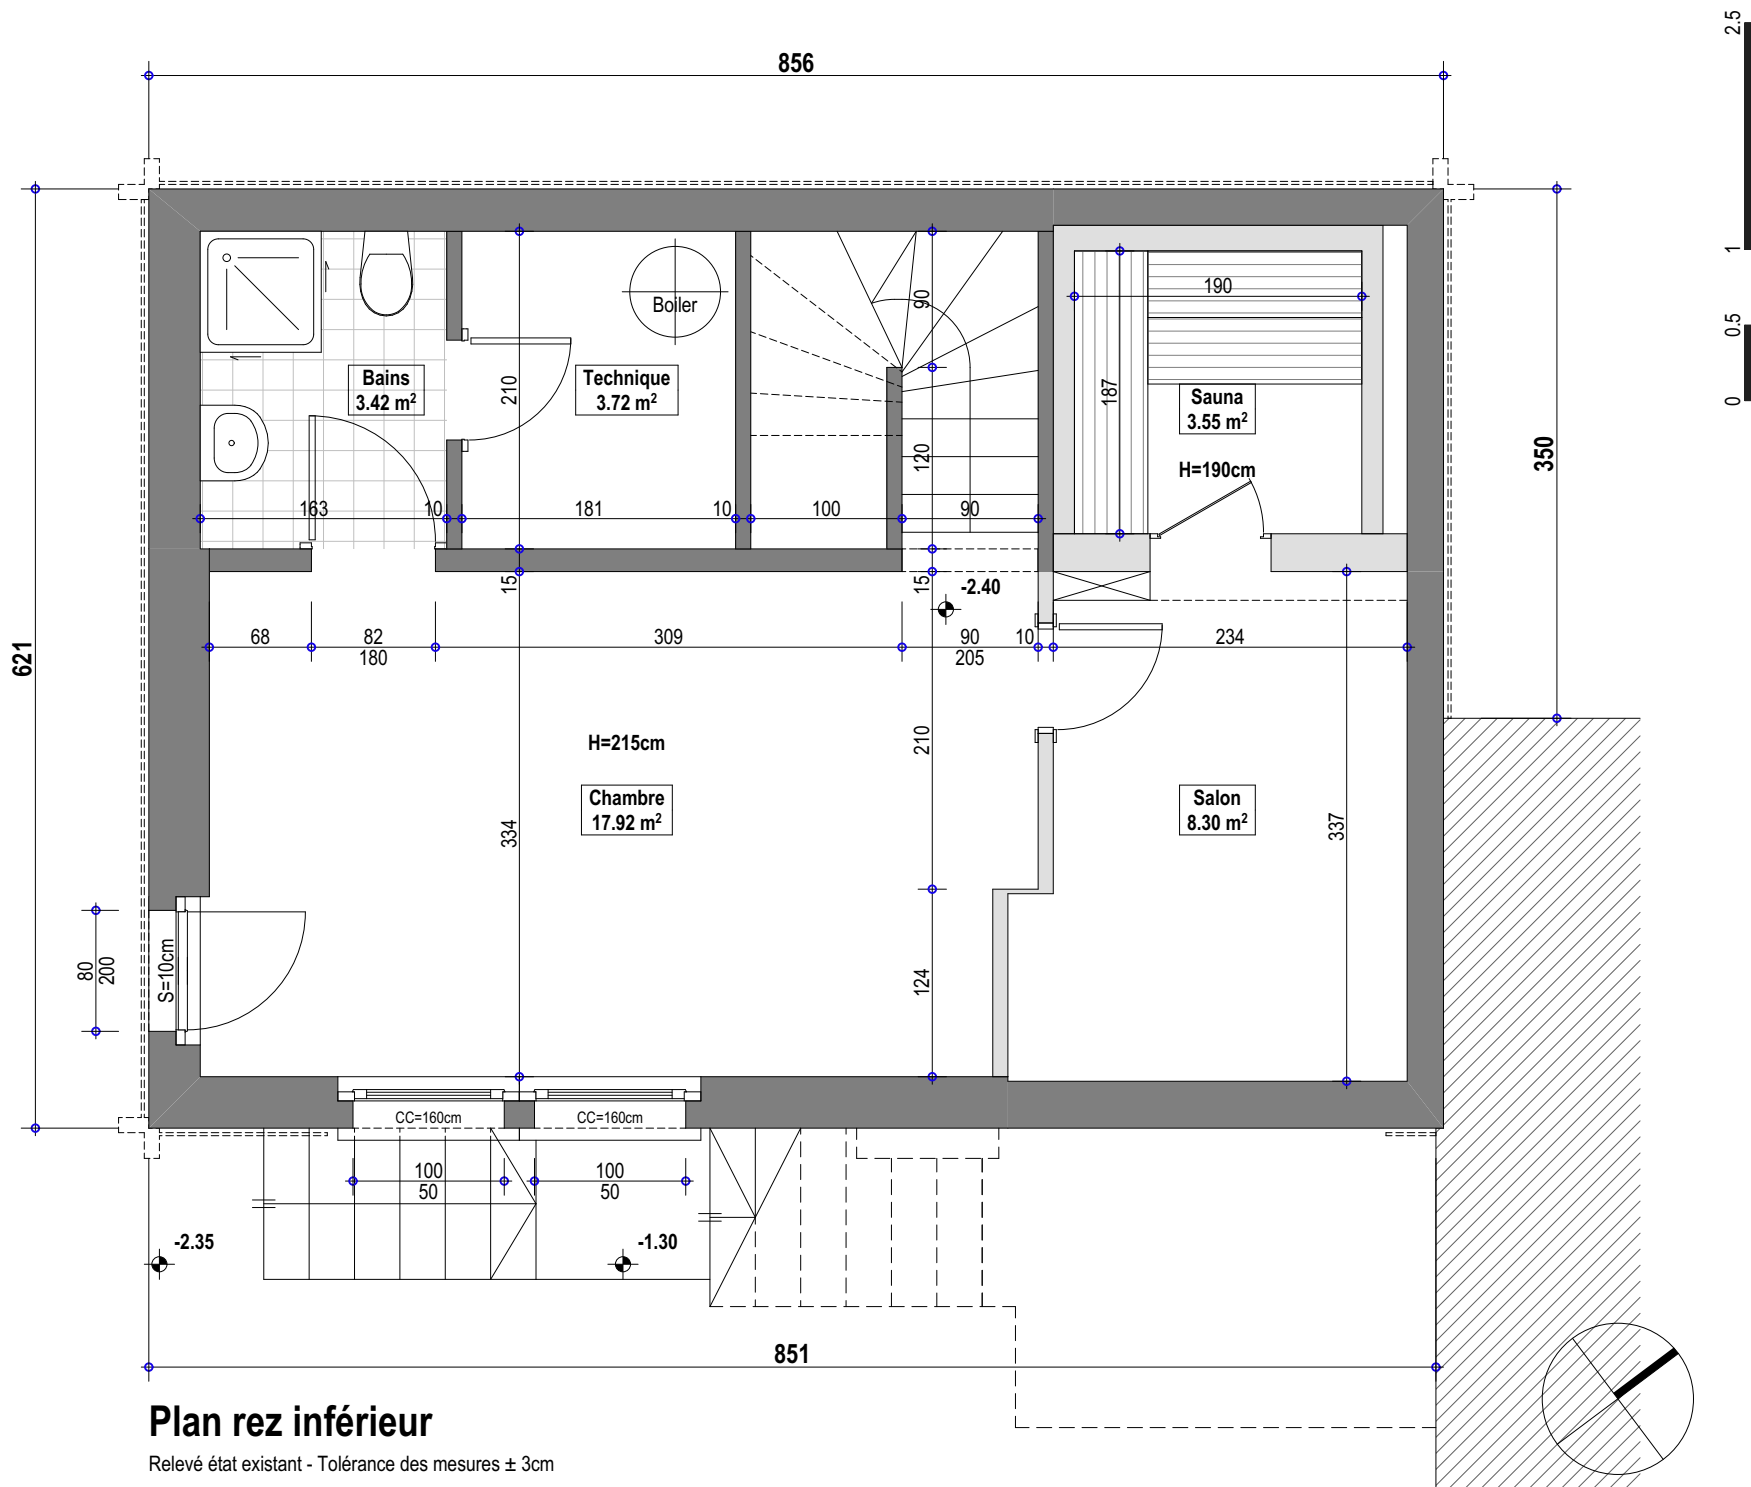 856
2.5
1
0.5
0
Boiler
90
190
Bains
3.42 m²
Technique
3.72 m²
210
187
Sauna
3.55 m²
H=190cm
350
120
163
10
181
10
100
90
15
15
-2.40
68
82
180
309
90
205
10
234
621
H=215cm
210
Chambre
17.92 m²
Salon
8.30 m²
334
337
80
200
S=10cm
124
CC=160cm
CC=160cm
100
50
100
50
-2.35
-1.30
851
Plan rez inférieur
Relevé état existant - Tolérance des mesures ± 3cm